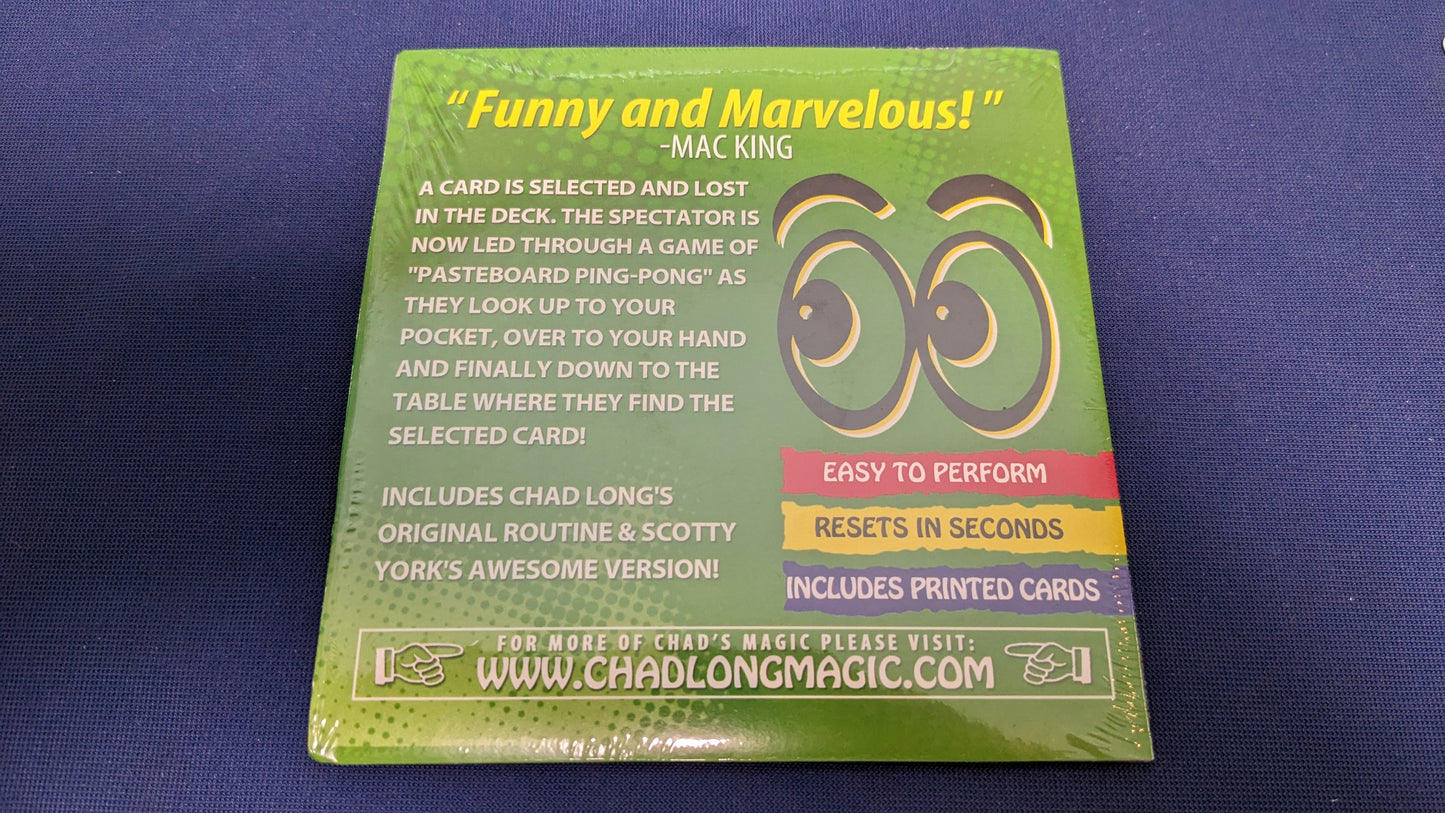 “Funny and Marvelous!”
-MAC KING
A CARD IS SELECTED AND LOST
IN THE DECK. THE SPECTATOR IS
NOW LED THROUGH A GAME OF
"PASTEBOARD PING-PONG" AS
THEY LOOK UP TO YOUR
POCKET, OVER TO YOUR HAND
AND FINALLY DOWN TO THE
TABLE WHERE THEY FIND THE
SELECTED CARD!
INCLUDES CHAD LONG'S
ORIGINAL ROUTINE & SCOTTY
YORK'S AWESOME VERSION!
EASY TO PERFORM
RESETS IN SECONDS
INCLUDES PRINTED CARDS
FOR MORE OF CHAD'S MAGIC PLEASE VISIT:
WWW.CHADLONGMAGIC.COM